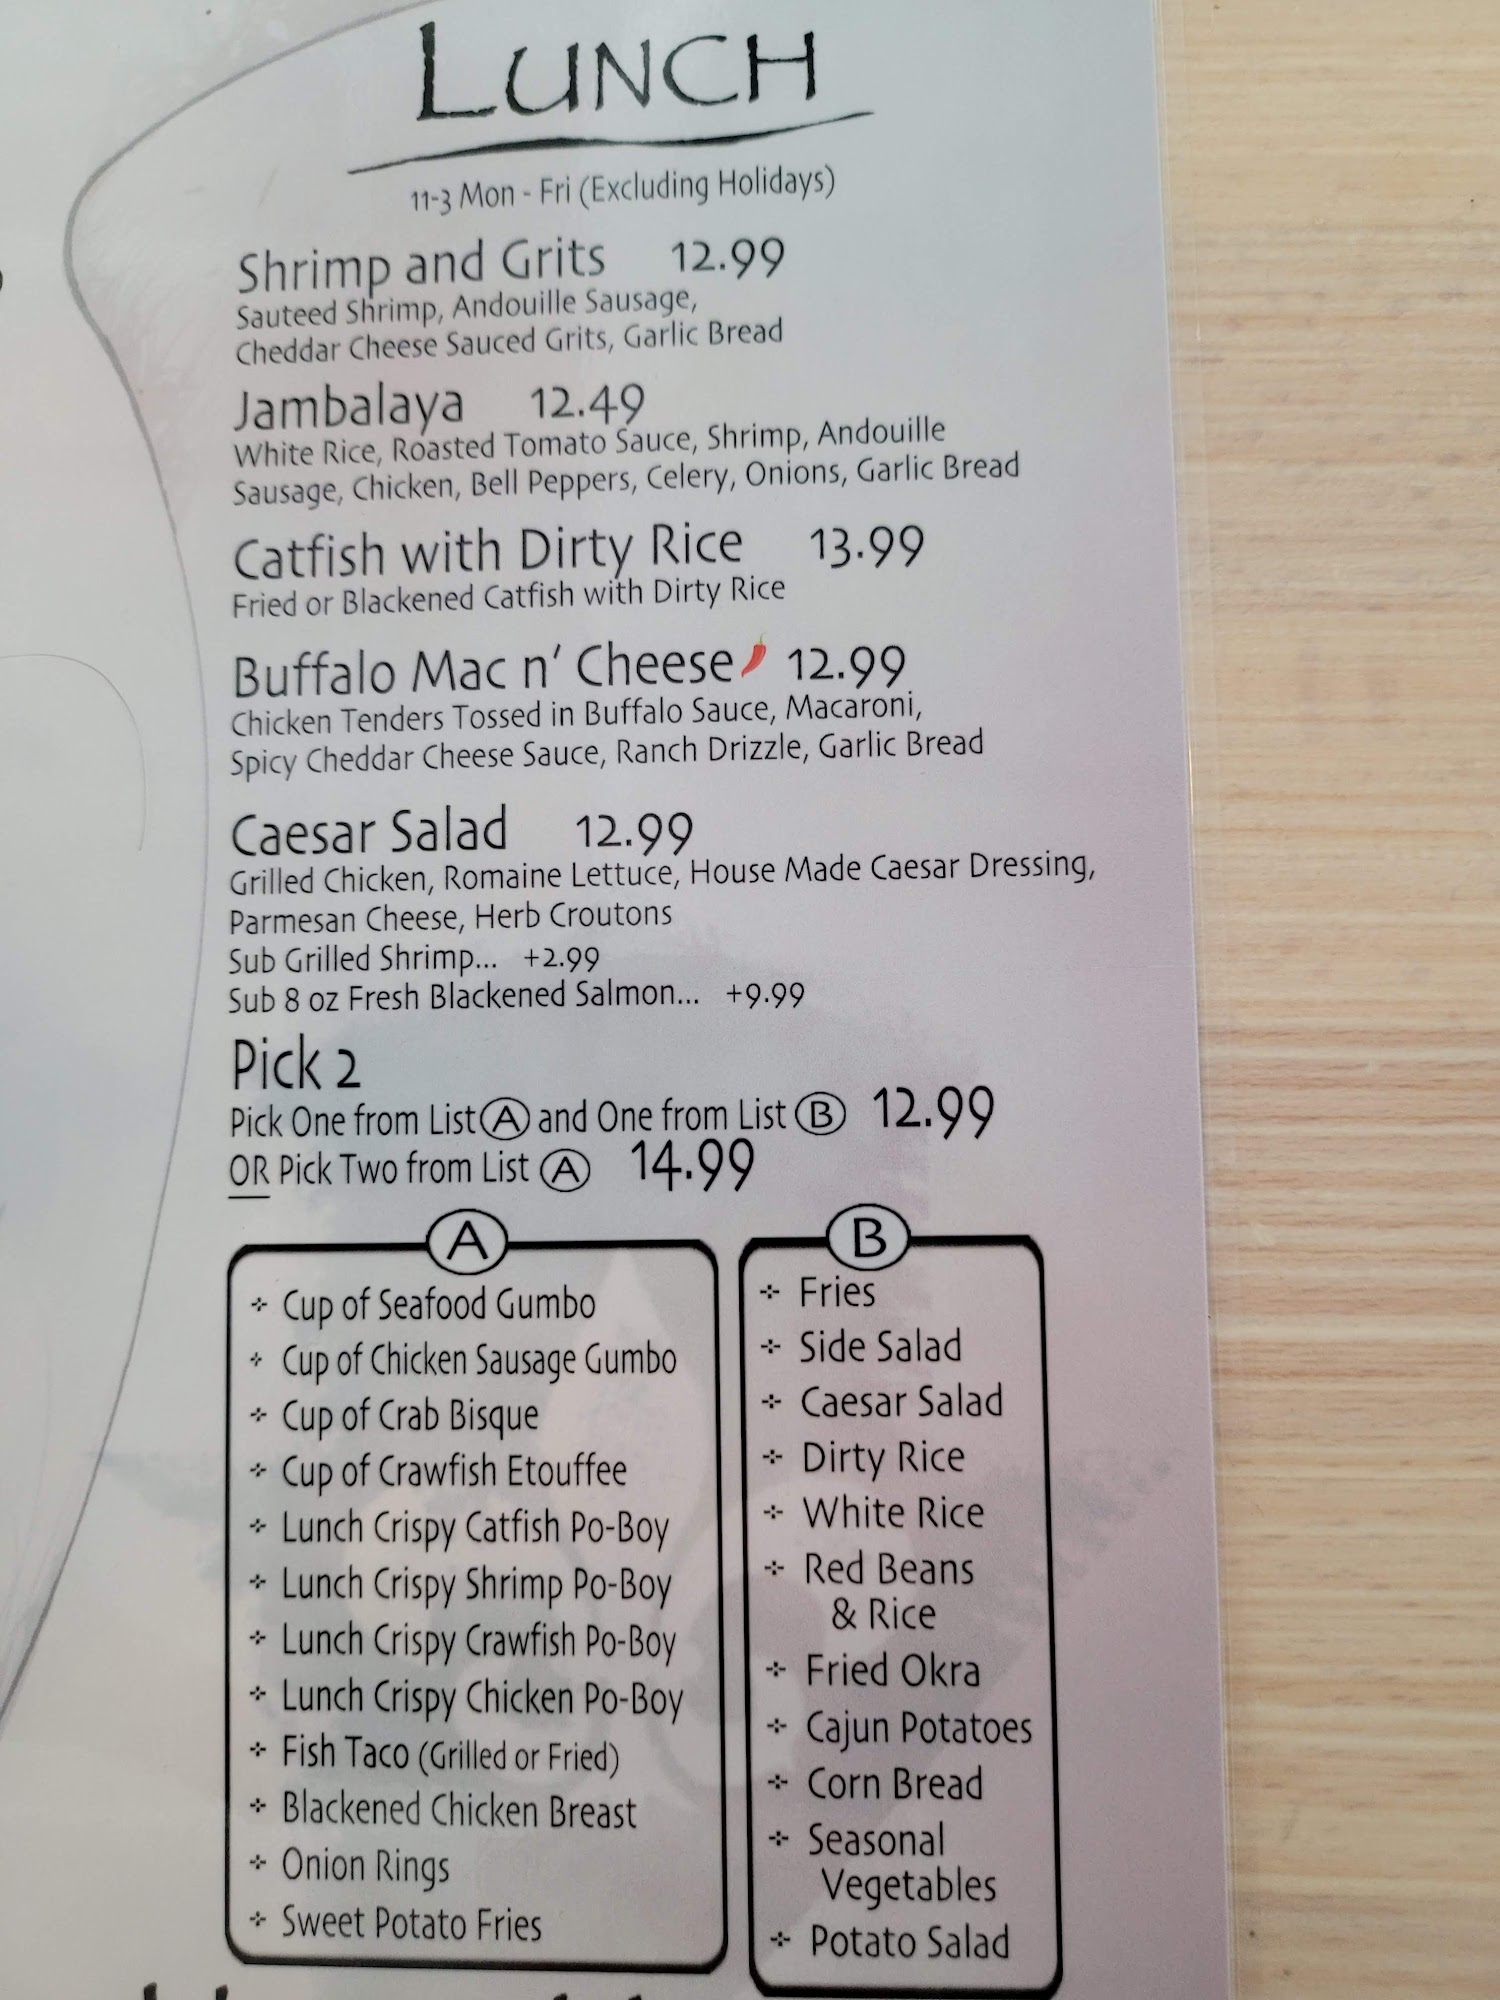 LUNCH
11-3 Mon - Fri (Excluding Holidays)
Shrimp and Grits 12.99
Sauteed Shrimp, Andouille Sausage,
Cheddar Cheese Sauced Grits, Garlic Bread
Jambalaya 12.49
White Rice, Roasted Tomato Sauce, Shrimp, Andouille
Sausage, Chicken, Bell Peppers, Celery, Onions, Garlic Bread
Catfish with Dirty Rice 13.99
Fried or Blackened Catfish with Dirty Rice
Buffalo Mac n' Cheese 12.99
Chicken Tenders Tossed in Buffalo Sauce, Macaroni,
Spicy Cheddar Cheese Sauce, Ranch Drizzle, Garlic Bread
Caesar Salad 12.99
Grilled Chicken, Romaine Lettuce, House Made Caesar Dressing,
Parmesan Cheese, Herb Croutons
Sub Grilled Shrimp... +2.99
Sub 8 oz Fresh Blackened Salmon... +9.99
Pick 2
Pick One from List A and One from List B 12.99
OR Pick Two from List A 14.99
A
Cup of Seafood Gumbo
Cup of Chicken Sausage Gumbo
Cup of Crab Bisque
Cup of Crawfish Etouffee
Lunch Crispy Catfish Po-Boy
Lunch Crispy Shrimp Po-Boy
Lunch Crispy Crawfish Po-Boy
Lunch Crispy Chicken Po-Boy
Fish Taco (Grilled or Fried)
Blackened Chicken Breast
Onion Rings
Sweet Potato Fries
B
Fries
Side Salad
Caesar Salad
Dirty Rice
White Rice
Red Beans
& Rice
Fried Okra
Cajun Potatoes
Corn Bread
Seasonal
Vegetables
Potato Salad